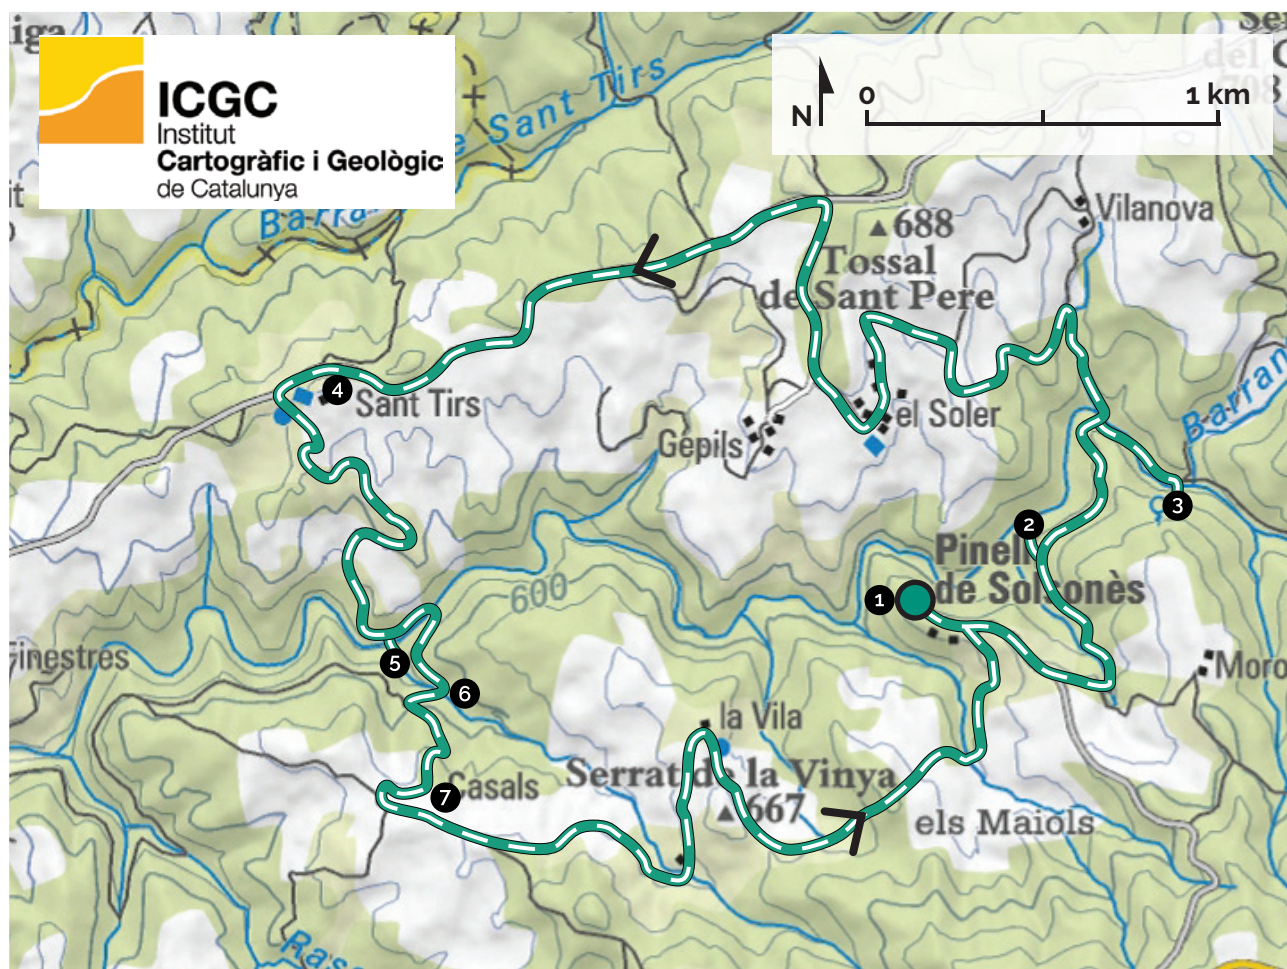 ICGC
Institut
Cartogràfic i Geològic
de Catalunya
N
0
1 km
Sant Tirs
Vilanova
▲688
Tossal
de Sant Pere
4
Sant Tirs
el Soler
Gepils
3
2
Pinell
de Solsonès
600
1
Finestres
5
6
la Vila
Serrat de la Vinya
▲667
7
Casals
els Maiols